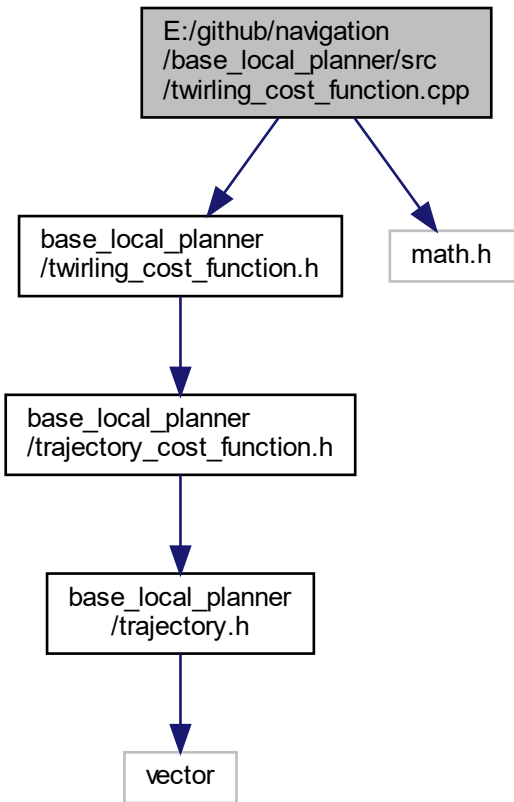 E:/github/navigation
/base_local_planner/src
/twirling_cost_function.cpp
base_local_planner
/twirling_cost_function.h
math.h
base_local_planner
/trajectory_cost_function.h
base_local_planner
/trajectory.h
vector